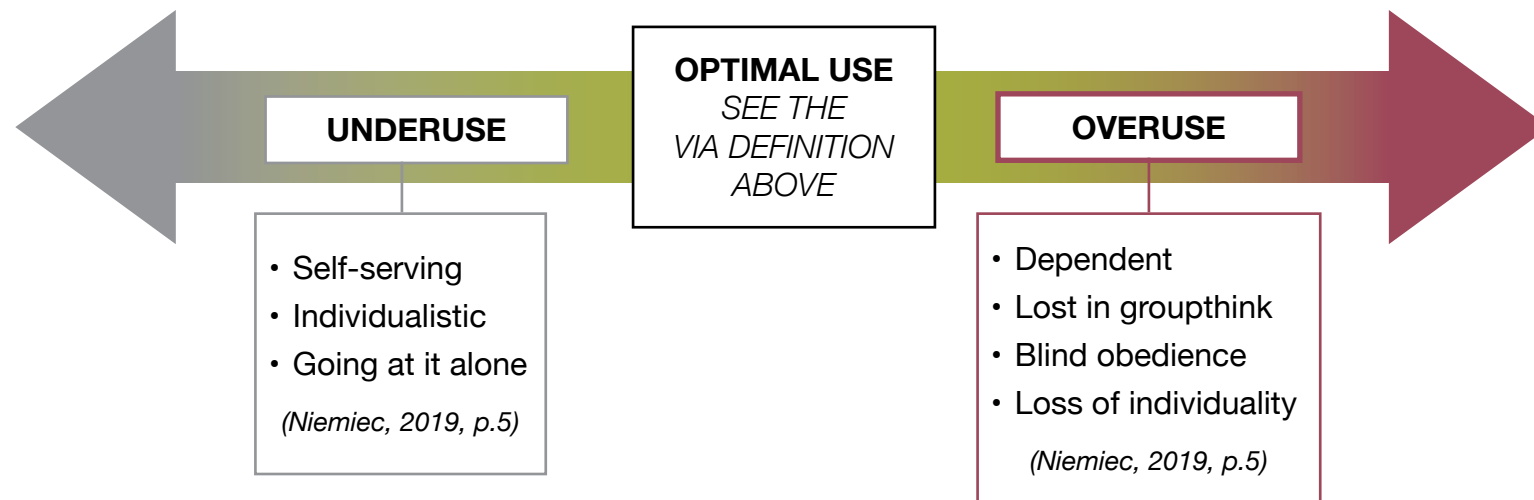 UNDERUSE
• Self-serving
• Individualistic
• Going at it alone
(Niemiec, 2019, p.5)
OPTIMAL USE
SEE THE
VIA DEFINITION
ABOVE
OVERUSE
• Dependent
• Lost in groupthink
• Blind obedience
• Loss of individuality
(Niemiec, 2019, p.5)